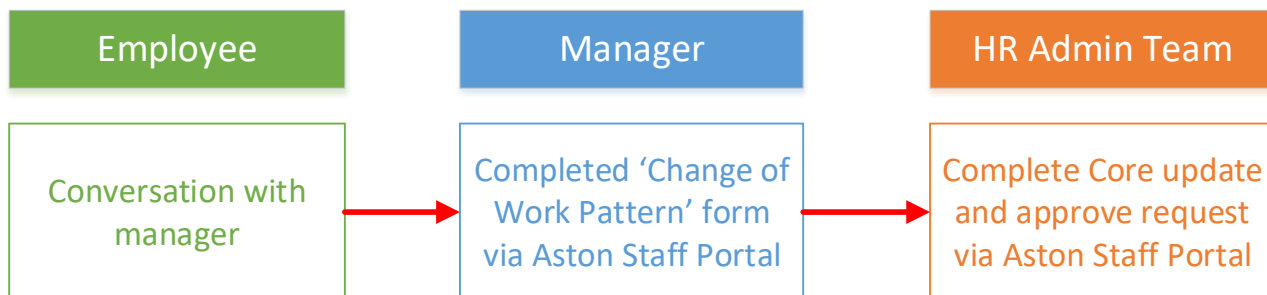 Employee
Manager
HR Admin Team
Conversation with
manager
Completed ‘Change of
Work Pattern’ form
via Aston Staff Portal
Complete Core update
and approve request
via Aston Staff Portal